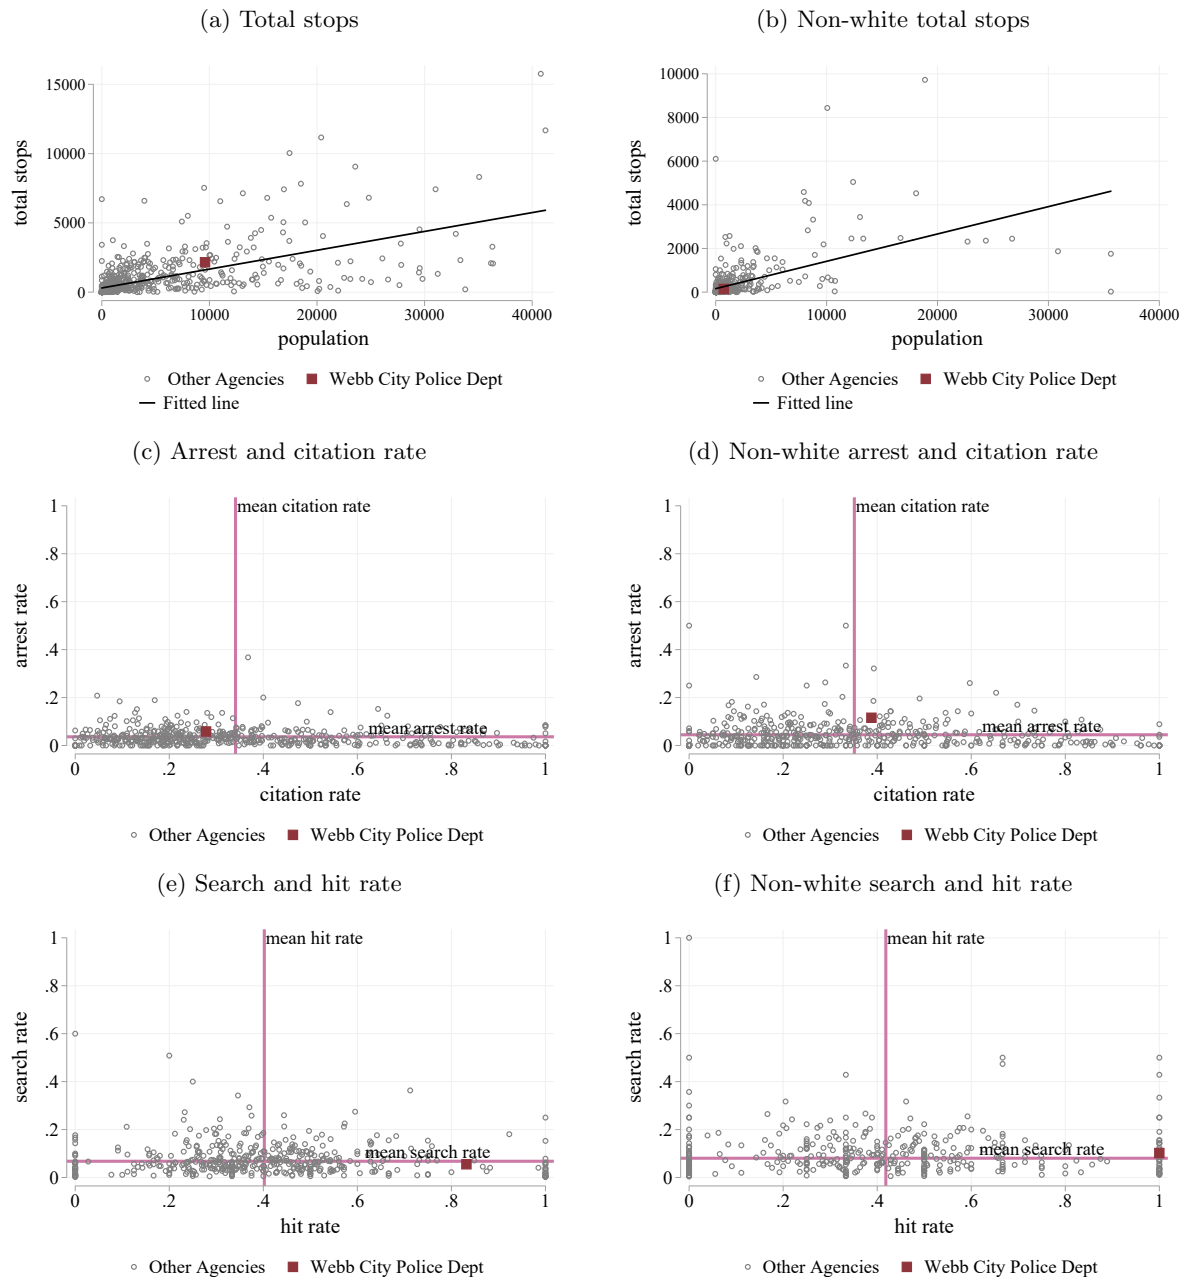 (a) Total stops
total stops
15000
10000
5000
0
0 10000 20000 30000 40000
population
Other Agencies Webb City Police Dept
Fitted line
(b) Non-white total stops
total stops
10000
8000
6000
4000
2000
0
0 10000 20000 30000 40000
population
Other Agencies Webb City Police Dept
Fitted line
(c) Arrest and citation rate
arrest rate
1
.8
.6
.4
.2
0
mean citation rate
mean arrest rate
0 .2 .4 .6 .8 1
citation rate
Other Agencies Webb City Police Dept
(d) Non-white arrest and citation rate
arrest rate
1
.8
.6
.4
.2
0
mean citation rate
mean arrest rate
0 .2 .4 .6 .8 1
citation rate
Other Agencies Webb City Police Dept
(e) Search and hit rate
search rate
1
.8
.6
.4
.2
0
mean hit rate
mean search rate
0 .2 .4 .6 .8 1
hit rate
Other Agencies Webb City Police Dept
(f) Non-white search and hit rate
search rate
1
.8
.6
.4
.2
0
mean hit rate
mean search rate
0 .2 .4 .6 .8 1
hit rate
Other Agencies Webb City Police Dept